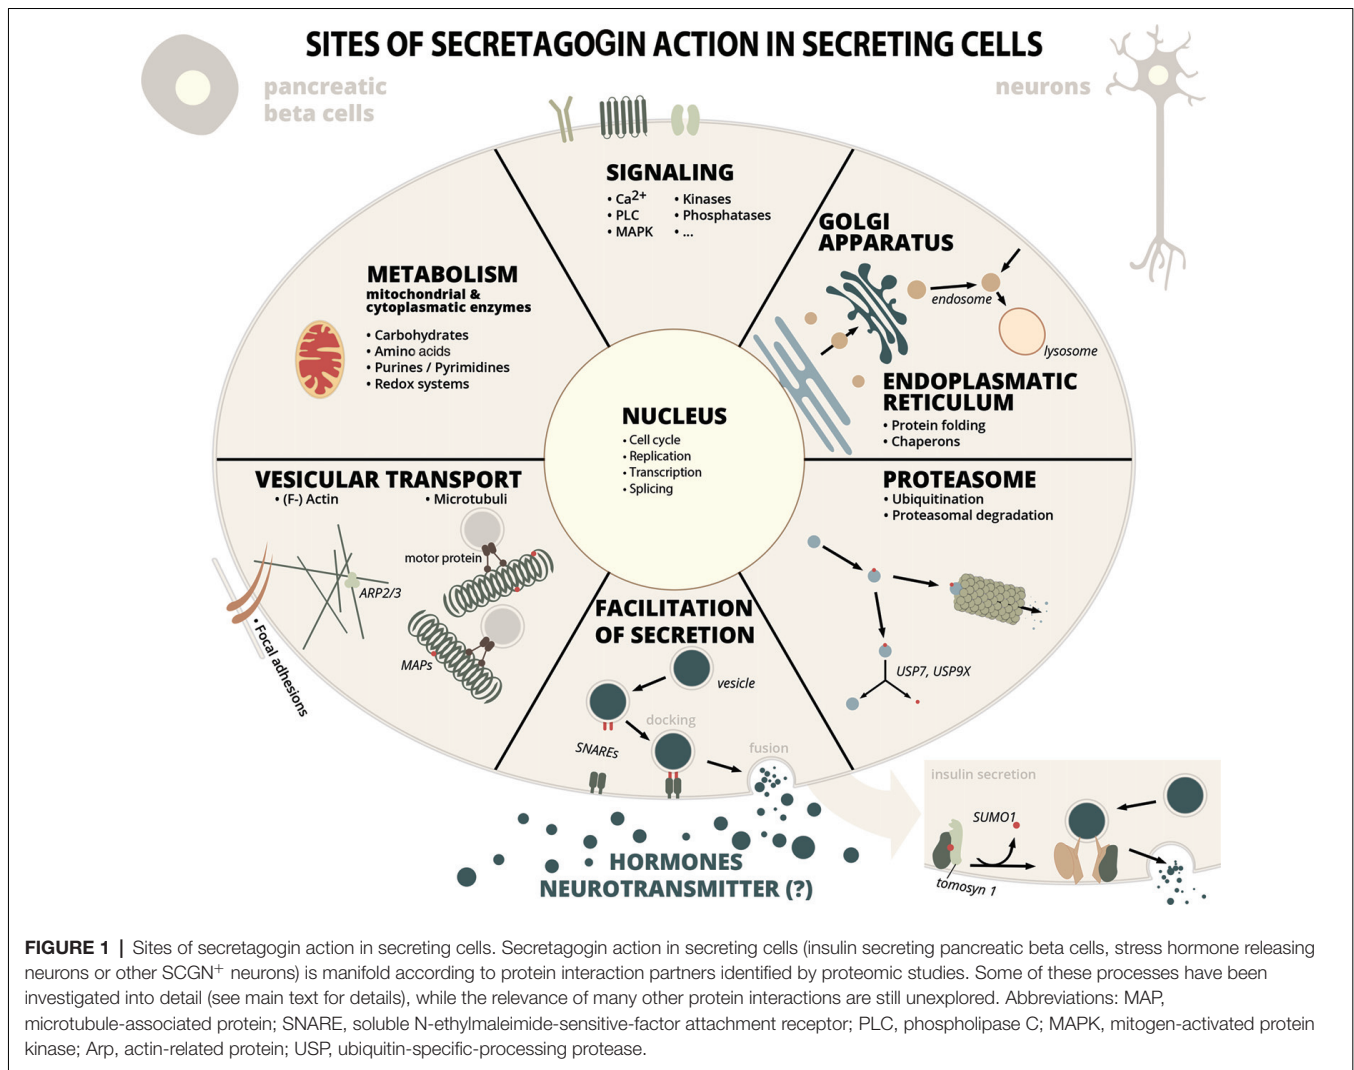 SITES OF SECRETAGOGIN ACTION IN SECRETING CELLS
pancreatic
beta cells
neurons
SIGNALING
• Ca2+
• PLC
• MAPK
• Kinases
• Phosphatases
• ...
GOLGI
APPARATUS
endosome
lysosome
ENDOPLASMATIC
RETICULUM
• Protein folding
• Chaperons
METABOLISM
mitochondrial &
cytoplasmatic enzymes
• Carbohydrates
• Amino acids
• Purines / Pyrimidines
• Redox systems
NUCLEUS
• Cell cycle
• Replication
• Transcription
• Splicing
VESICULAR TRANSPORT
• (F-) Actin
• Microtubuli
motor protein
ARP2/3
MAPs
• Focal adhesions
PROTEASOME
• Ubiquitination
• Proteasomal degradation
USP7, USP9X
FACILITATION
OF SECRETION
vesicle
docking
SNAREs
fusion
HORMONES
NEUROTRANSMITTER (?)
insulin secretion
SUMO1
tomosyn 1
FIGURE 1 | Sites of secretagogin action in secreting cells. Secretagogin action in secreting cells (insulin secreting pancreatic beta cells, stress hormone releasing
neurons or other SCGN+ neurons) is manifold according to protein interaction partners identified by proteomic studies. Some of these processes have been
investigated into detail (see main text for details), while the relevance of many other protein interactions are still unexplored. Abbreviations: MAP,
microtubule-associated protein; SNARE, soluble N-ethylmaleimide-sensitive-factor attachment receptor; PLC, phospholipase C; MAPK, mitogen-activated protein
kinase; Arp, actin-related protein; USP, ubiquitin-specific-processing protease.